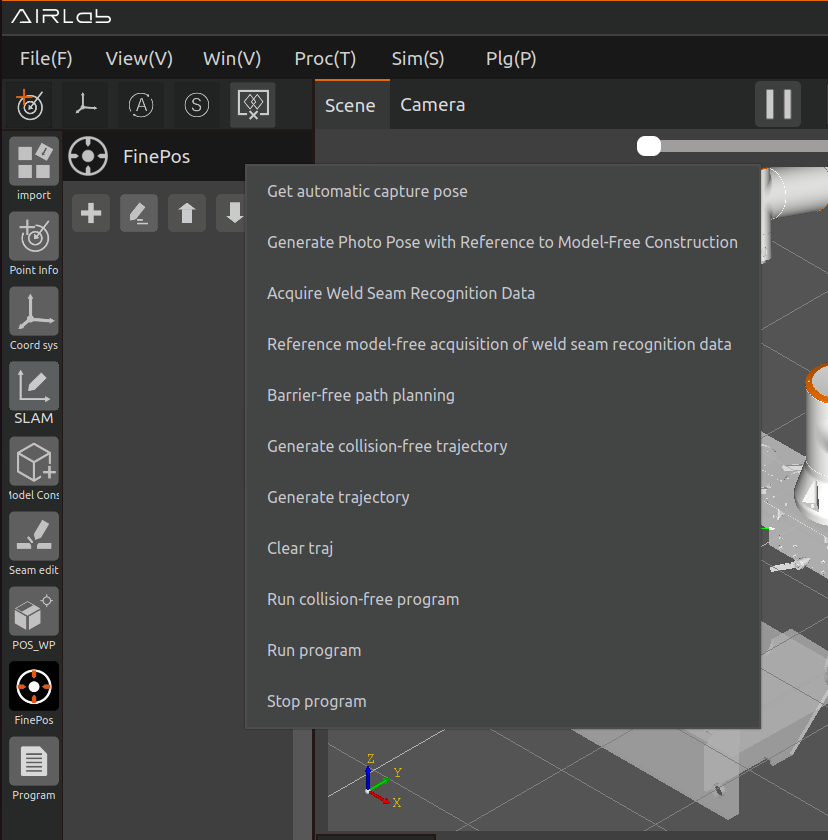 AIRLab
File(F) View(V) Win(V) Proc(T) Sim(S) Plg(P)
A S
Scene Camera
import
Point Info
Coord sys
SLAM
Model Cons
Seam edit
POS_WP
FinePos
Program
FinePos
Get automatic capture pose
Generate Photo Pose with Reference to Model-Free Construction
Acquire Weld Seam Recognition Data
Reference model-free acquisition of weld seam recognition data
Barrier-free path planning
Generate collision-free trajectory
Generate trajectory
Clear traj
Run collision-free program
Run program
Stop program
Z
Y
X